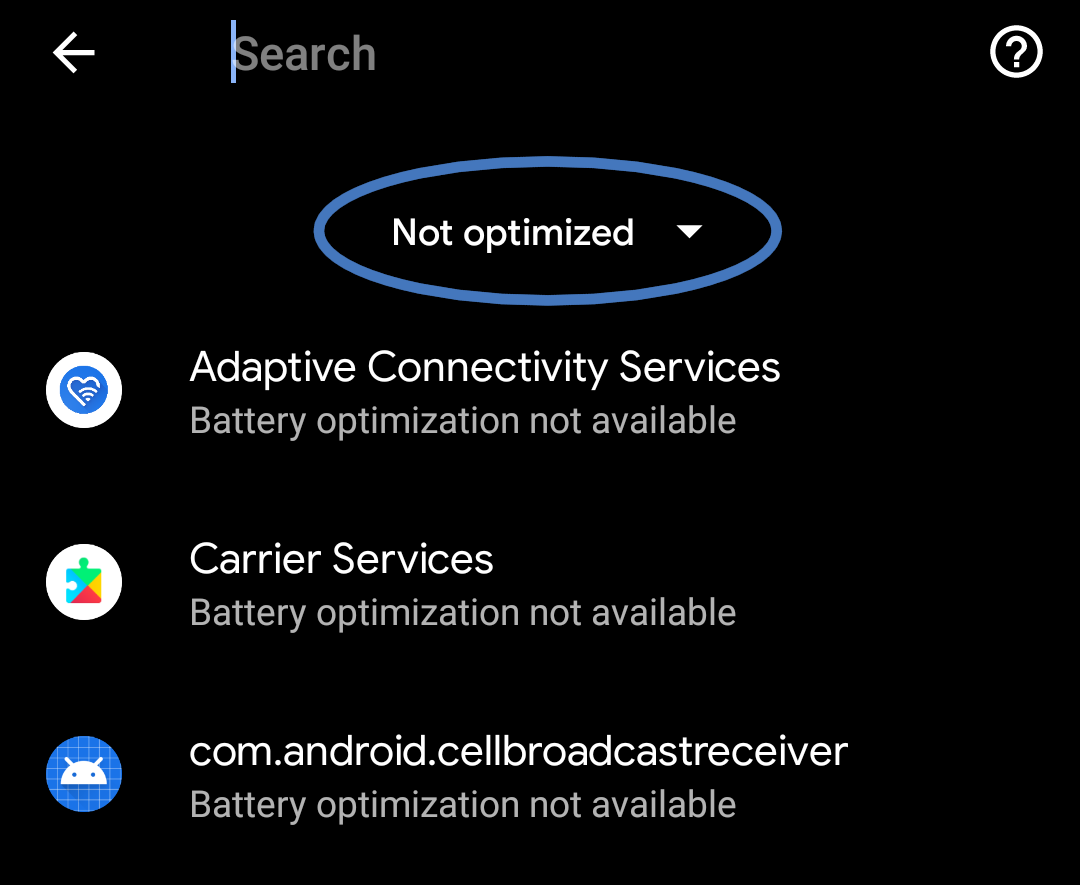 Search
Not optimized
Adaptive Connectivity Services
Battery optimization not available
Carrier Services
Battery optimization not available
com.android.cellbroadcastreceiver
Battery optimization not available